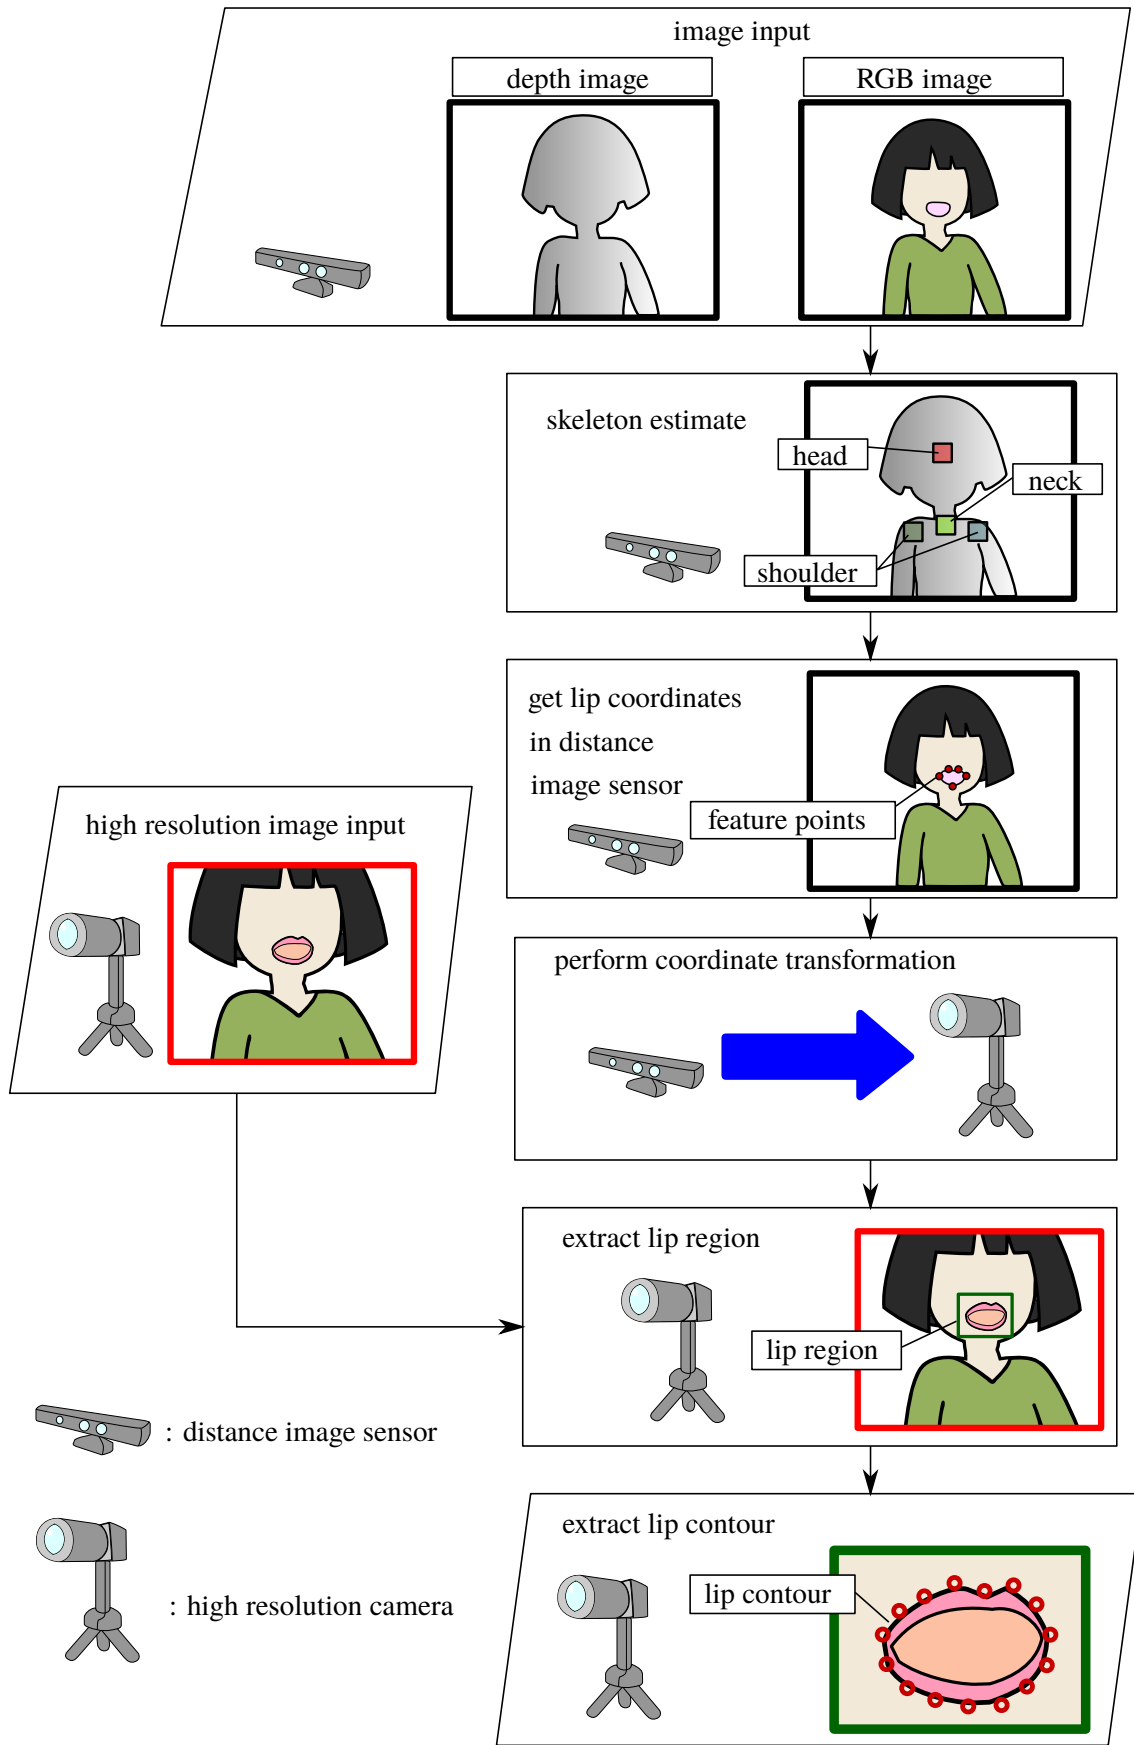 image input
depth image
RGB image
skeleton estimate
head
neck
shoulder
get lip coordinates
in distance
image sensor
feature points
high resolution image input
perform coordinate transformation
extract lip region
lip region
: distance image sensor
extract lip contour
lip contour
: high resolution camera